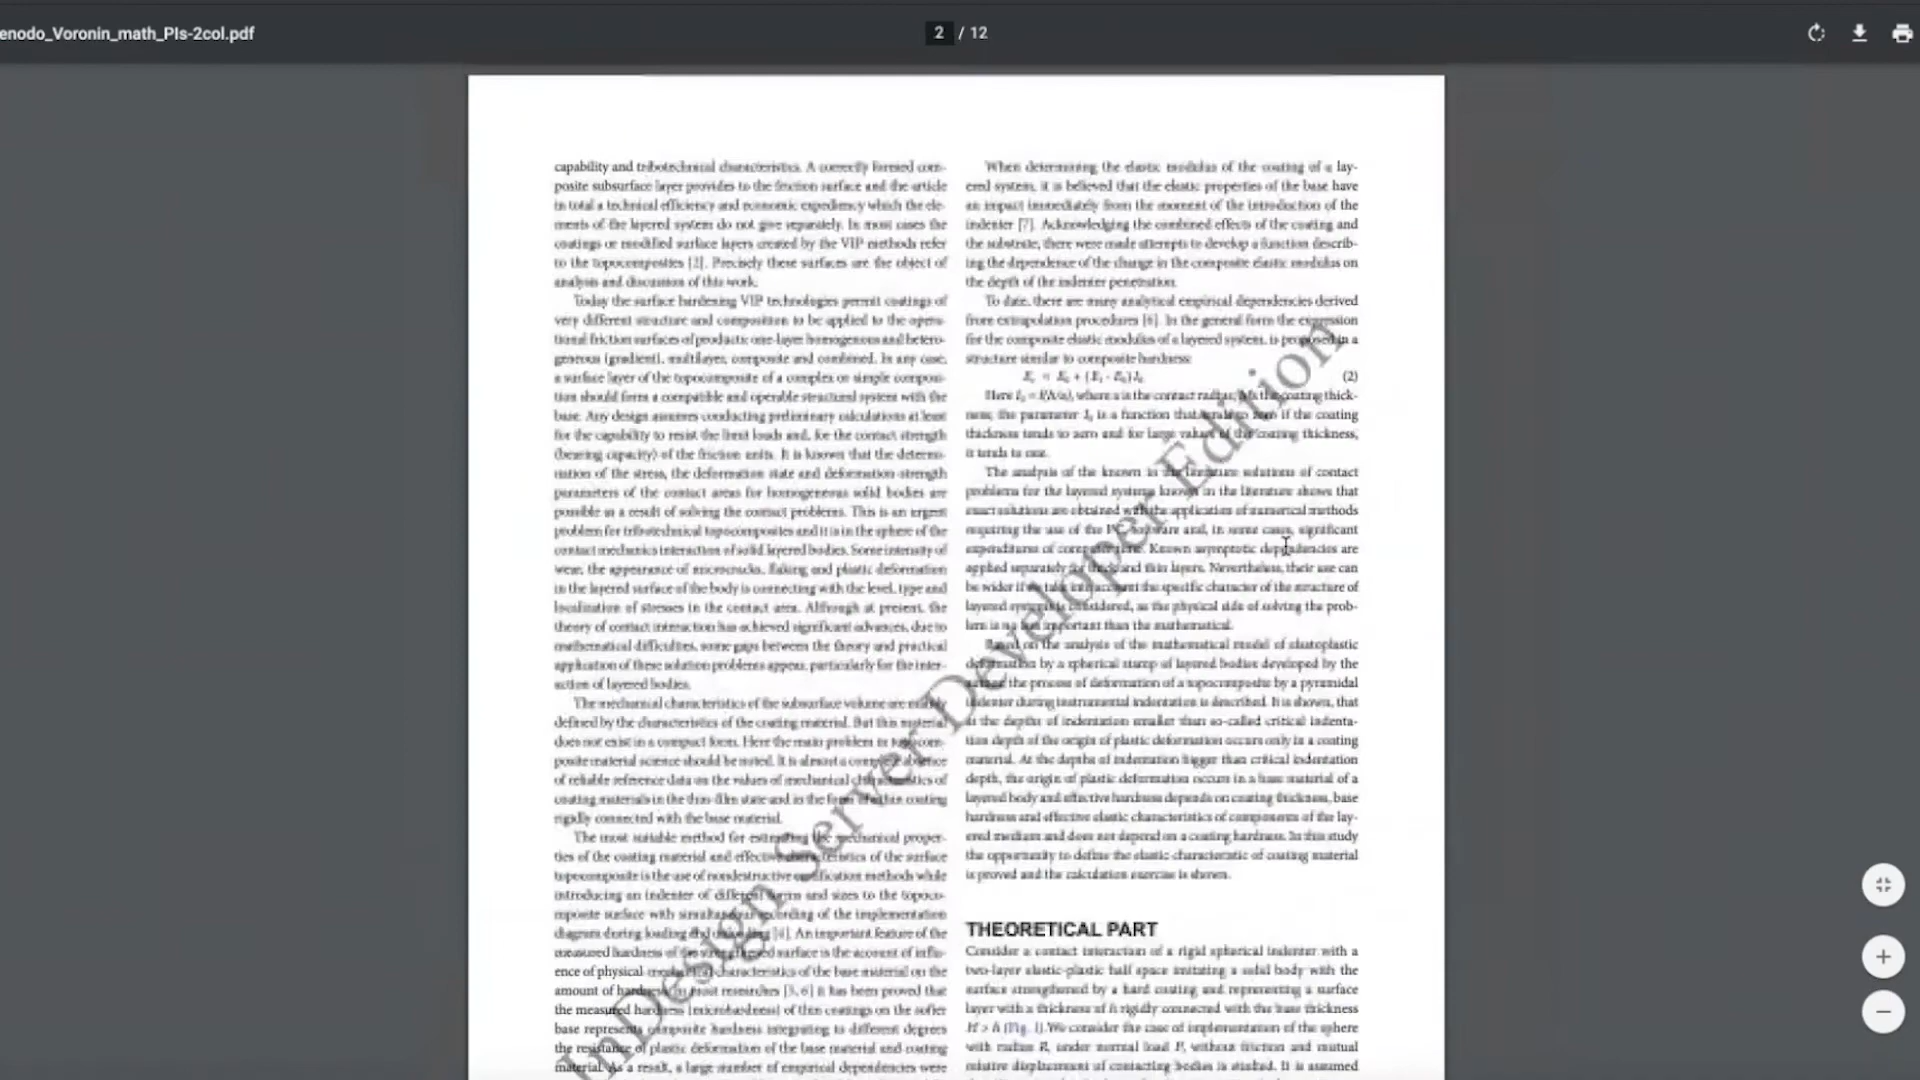 enodo_Voronin_math_PIs-2col.pdf
2 / 12
capability and tribotechnical characteristics. A correctly formed com-
posite subsurface layer provides to the friction surface and the article
in total a technical efficiency and economic expediency which the ele-
ments of the layered system do not give separately. In most cases the
coatings or modified surface layers created by the VIP methods refer
to the topocomposites [2]. Precisely these surfaces are the object of
analysis and discussion of this work.
Today the surface hardening VIP technologies permit coatings of
very different structure and composition to be applied to the opera-
tional friction surfaces of products: one-layer homogenous and hetero-
geneous (gradient), multilayer, composite and combined. In any case,
a surface layer of the topocomposite of a complex or simple composi-
tion should form a compatible and operable structural system with the
base. Any design assumes conducting preliminary calculations at least
for the capability to resist the limit loads and, for the contact strength
(bearing capacity) of the friction units. It is known that the determi-
nation of the stress, the deformation state and deformation strength
parameters of the contact areas for homogeneous solid bodies are
possible as a result of solving the contact problems. This is an urgent
problem for tribotechnical topocomposites and it is in the sphere of the
contact mechanics interaction of solid layered bodies. Some intensity of
wear, the appearance of microcracks, flaking and plastic deformation
in the layered surface of the body is connecting with the level, type and
localization of stresses in the contact area. Although at present, the
theory of contact interaction has achieved significant advances, due to
mathematical difficulties, some gaps between the theory and practical
application of these solution problems appear, particularly for the inter-
action of layered bodies.
The mechanical characteristics of the subsurface volume are mainly
defined by the characteristics of the coating material. But this material
does not exist in a compact form. Here the main problem in topocom-
posite material science should be noted. It is almost a complete absence
of reliable reference data on the values of mechanical characteristics of
coating materials in the thin-film state and in the form of a thin coating
rigidly connected with the base material.
The most suitable method for estimating the mechanical proper-
ties of the coating material and effective characteristics of the surface
topocomposite is the use of nondestructive methods while
introducing an indenter of different forms and sizes to the topoco-
mposite surface with simultaneous recording of the implementation
diagram during loading and unloading [4]. An important feature of the
measured hardness of the strengthened surface is the account of influ-
ence of physical-mechanical characteristics of the base material on the
amount of hardness. In most researches [5, 6] it has been proved that
the measured hardness (microhardness) of thin coatings on the softer
base represents composite hardness integrating to different degrees
the resistance of plastic deformation of the base material and coating
material. As a result, a large number of empirical dependencies were
When determining the elastic modulus of the coating of a lay-
ered system, it is believed that the elastic properties of the base have
an impact immediately from the moment of the introduction of the
indenter [7]. Acknowledging the combined effects of the coating and
the substrate, there were made attempts to develop a function describ-
ing the dependence of the change in the composite elastic modulus on
the depth of the indenter penetration.
To date, there are many analytical empirical dependencies derived
from extrapolation procedures [6]. In the general form the expression
for the composite elastic modulus of a layered system, is proposed in a
structure similar to composite hardness:
(2)
Here where a is the contact radius, h is the coating thick-
ness; the parameter is a function that tends to zero if the coating
thickness tends to zero and for large values of the coating thickness,
it tends to one.
The analysis of the known in the literature solutions of contact
problems for the layered systems known in the literature shows that
exact solutions are obtained with the application of numerical methods
requiring the use of the PC software and, in some cases, significant
expenditures of computer time. Known asymptotic dependencies are
applied separately for thick and thin layers. Nevertheless, their use can
be wider if we take into account the specific character of the structure of
layered systems considered, as the physical side of solving the prob-
lem is no less important than the mathematical.
Based on the analysis of the mathematical model of elastoplastic
deformation by a spherical stamp of layered bodies developed by the
author the process of deformation of a topocomposite by a pyramidal
indenter during instrumental indentation is described. It is shown, that
at the depths of indentation smaller than so-called critical indenta-
tion depth of the origin of plastic deformation occurs only in a coating
material. At the depths of indentation bigger than critical indentation
depth, the origin of plastic deformation occurs in a base material of a
layered body and effective hardness depends on coating thickness, base
hardness and effective elastic characteristics of components of the lay-
ered medium and does not depend on a coating hardness. In this study
the opportunity to define the elastic characteristic of coating material
is proved and the calculation exercise is shown.
THEORETICAL PART
Consider a contact interaction of a rigid spherical indenter with a
two-layer elastic-plastic half space imitating a solid body with the
surface strengthened by a hard coating and representing a surface
layer with a thickness of h rigidly connected with the base thickness
H > h (Fig. 1). We consider the case of implementation of the sphere
with radius R, under normal load P, without friction and mutual
relative displacement of contacting bodies is studied. It is assumed
InDesign Server Developer Edition